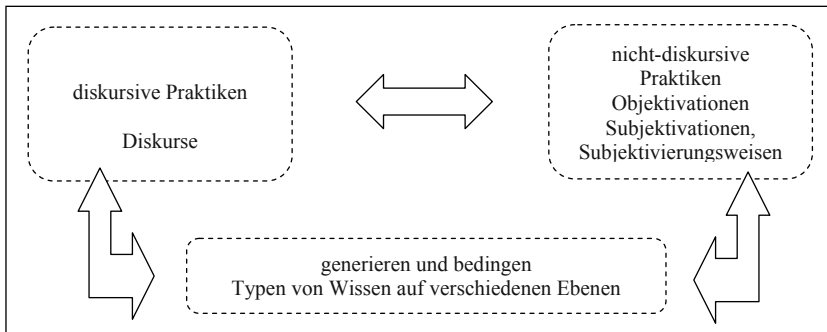 diskursive Praktiken
Diskurse
nicht-diskursive
Praktiken
Objektivationen
Subjektivationen,
Subjektivierungsweisen
generieren und bedingen
Typen von Wissen auf verschiedenen Ebenen